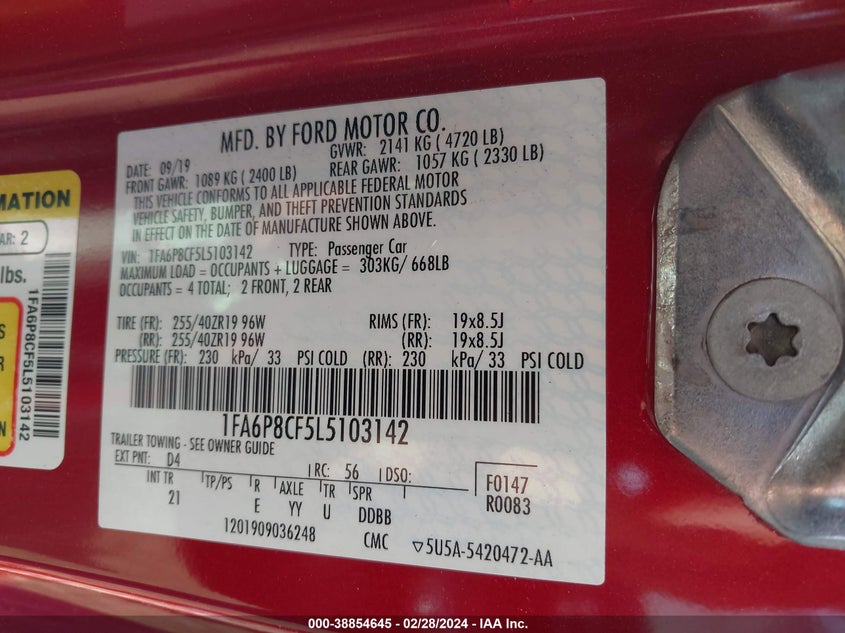 MFD. BY FORD MOTOR CO.
DATE: 09/19 GVWR: 2141 KG ( 4720 LB)
FRONT GAWR: 1089 KG ( 2400 LB) REAR GAWR: 1057 KG ( 2330 LB)
THIS VEHICLE CONFORMS TO ALL APPLICABLE FEDERAL MOTOR
VEHICLE SAFETY, BUMPER, AND THEFT PREVENTION STANDARDS
IN EFFECT ON THE DATE OF MANUFACTURE SHOWN ABOVE.
VIN: 1FA6P8CF5L5103142 TYPE: Passenger Car
MAXIMUM LOAD = OCCUPANTS + LUGGAGE = 303KG/ 668LB
OCCUPANTS = 4 TOTAL; 2 FRONT, 2 REAR
TIRE (FR): 255/40ZR19 96W RIMS (FR): 19x8.5J
(RR): 255/40ZR19 96W (RR): 19x8.5J
PRESSURE (FR): 230 kPa/ 33 PSI COLD (RR): 230 kPa/ 33 PSI COLD
1FA6P8CF5L5103142
TRAILER TOWING - SEE OWNER GUIDE
EXT PNT: D4 RC: 56 DSO:
INT TR TP/PS R AXLE TR SPR
21 E YY U DDBB
F0147
R0083
1201909036248 CMC ▽5U5A-5420472-AA
MATION
AR: 2
lbs.
1FA6P8CF5L5103142
S
R
N
000-38854645 - 02/28/2024 - IAA Inc.